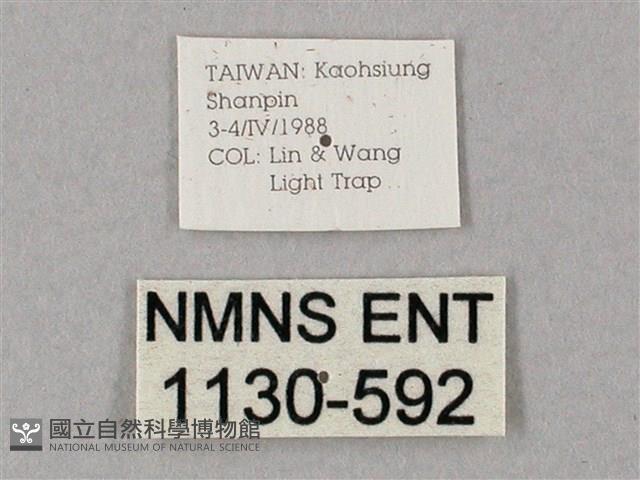 TAIWAN: Kaohsiung
Shanpin
3-4/IV/1988
COL: Lin & Wang
Light Trap
NMNS ENT
1130-592
國立自然科學博物館
NATIONAL MUSEUM OF NATURAL SCIENCE